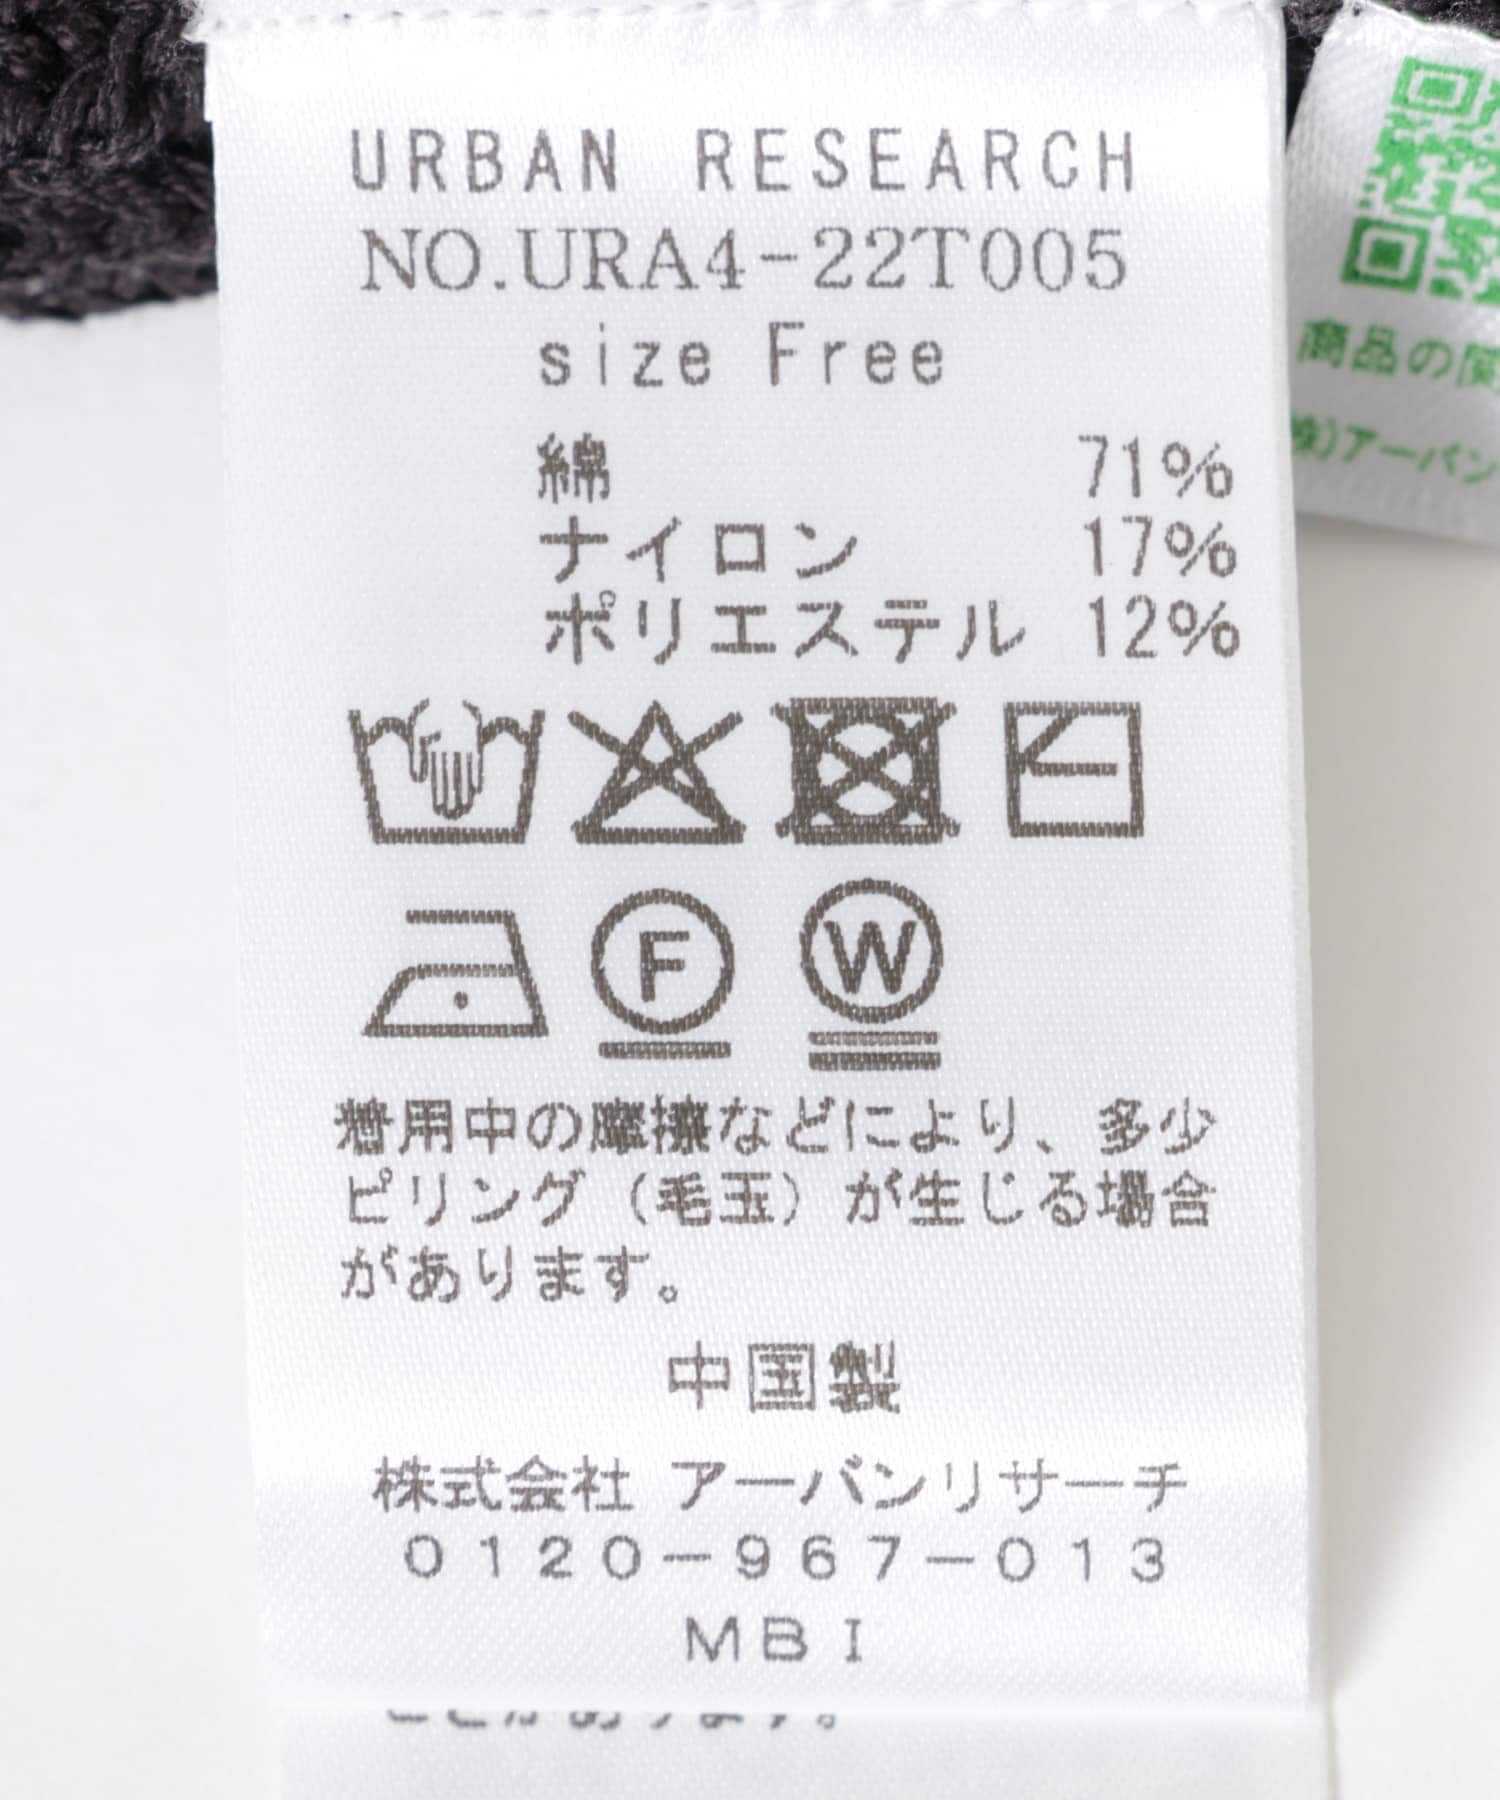 URBAN RESEARCH
NO.URA4-22T005
size Free
綿 71%
ナイロン 17%
ポリエステル 12%
F
W
着用中の摩擦などにより、多少
ピリング（毛玉）が生じる場合
があります。
中国製
株式会社 アーバンリサーチ
0120-967-013
MBI
商品の
株)アーバン